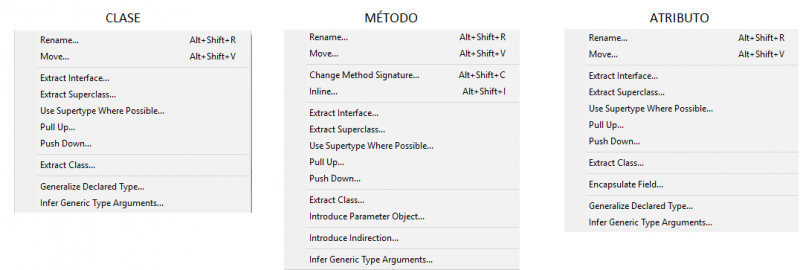 CLASE
Rename... Alt+Shift+R
Move... Alt+Shift+V
Extract Interface...
Extract Superclass...
Use Supertype Where Possible...
Pull Up...
Push Down...
Extract Class...
Generalize Declared Type...
Infer Generic Type Arguments...
MÉTODO
Rename... Alt+Shift+R
Move... Alt+Shift+V
Change Method Signature... Alt+Shift+C
Inline... Alt+Shift+I
Extract Interface...
Extract Superclass...
Use Supertype Where Possible...
Pull Up...
Push Down...
Extract Class...
Introduce Parameter Object...
Introduce Indirection...
Infer Generic Type Arguments...
ATRIBUTO
Rename... Alt+Shift+R
Move... Alt+Shift+V
Extract Interface...
Extract Superclass...
Use Supertype Where Possible...
Pull Up...
Push Down...
Extract Class...
Encapsulate Field...
Generalize Declared Type...
Infer Generic Type Arguments...